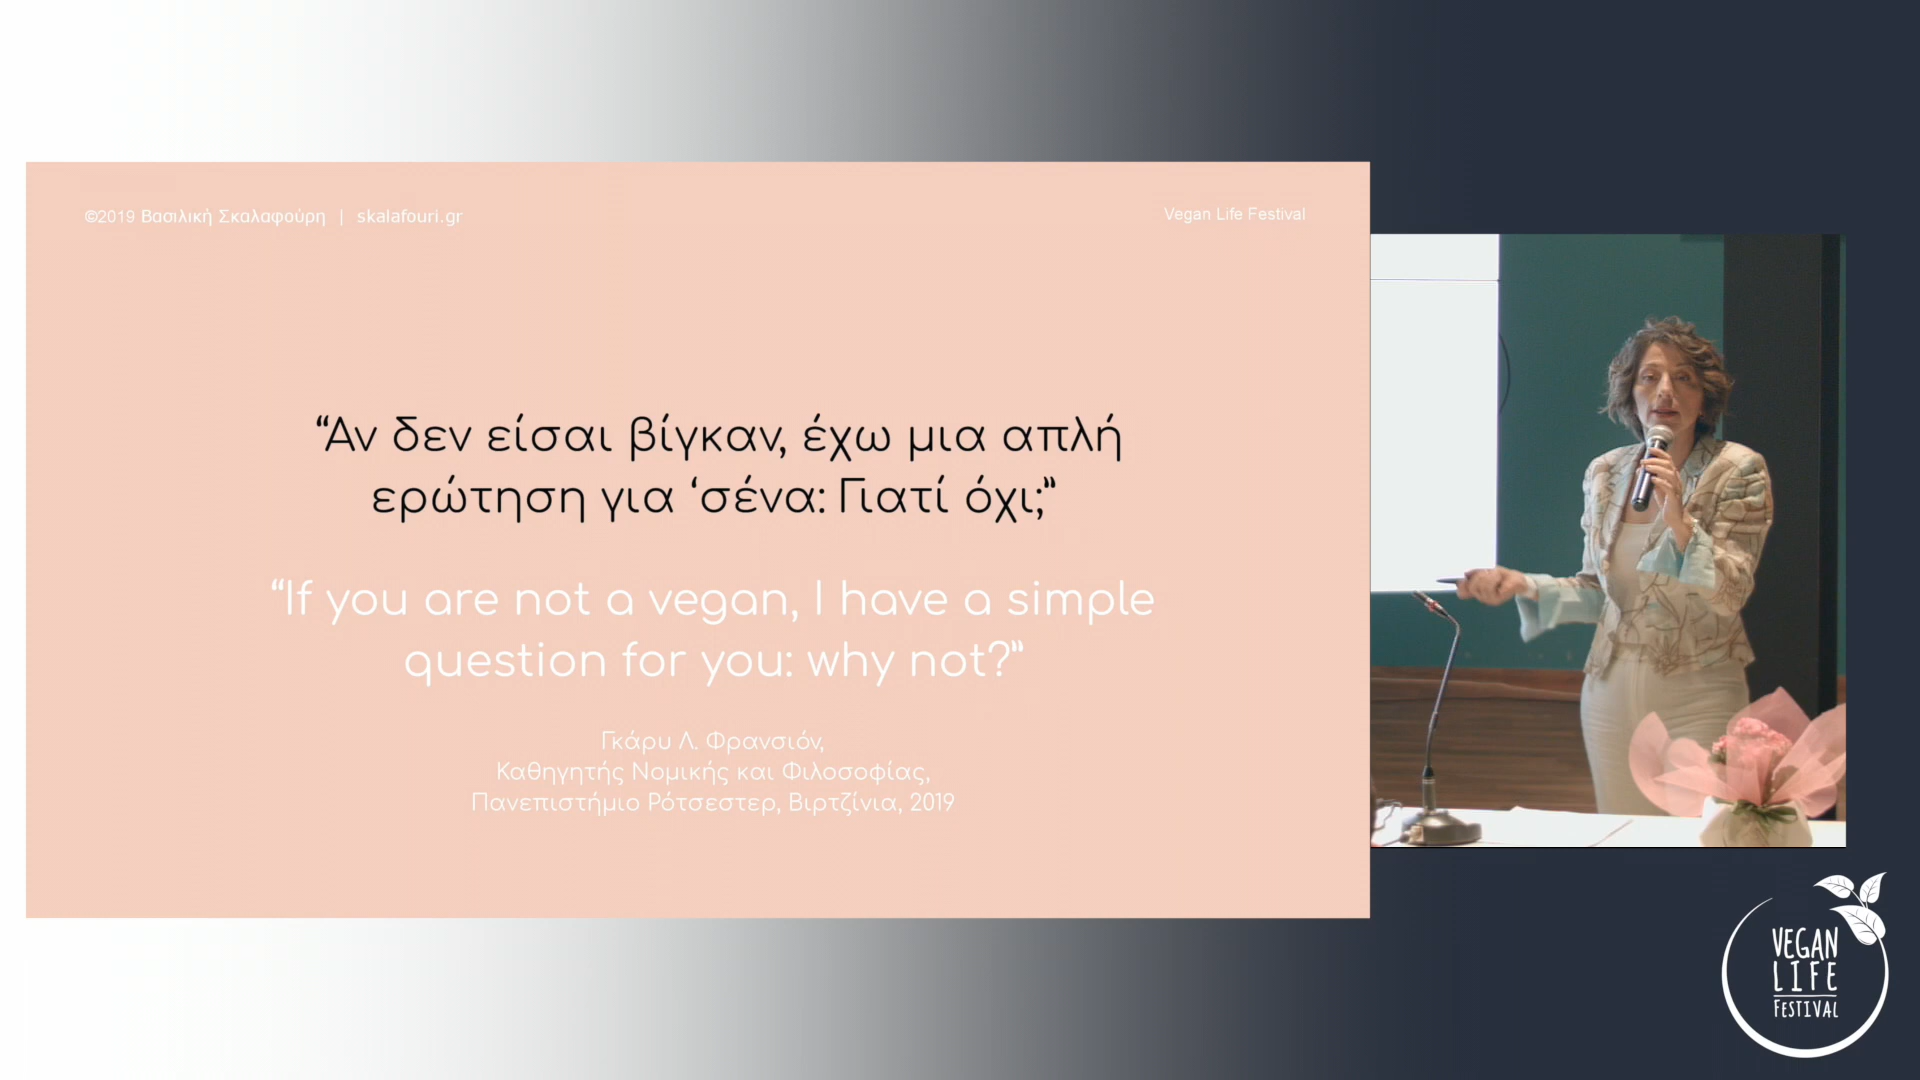 ©2019 Βασιλική Σκαλαφούρη | skalafouri.gr
Vegan Life Festival
“Αν δεν είσαι βίγκαν, έχω μια απλή
ερώτηση για ‘σένα: Γιατί όχι;”
“If you are not a vegan, I have a simple
question for you: why not?”
Γκάρυ Λ. Φρανσιόν,
Καθηγητής Νομικής και Φιλοσοφίας,
Πανεπιστήμιο Ρότσεστερ, Βιρτζίνια, 2019
VEGAN
LIFE
FESTIVAL